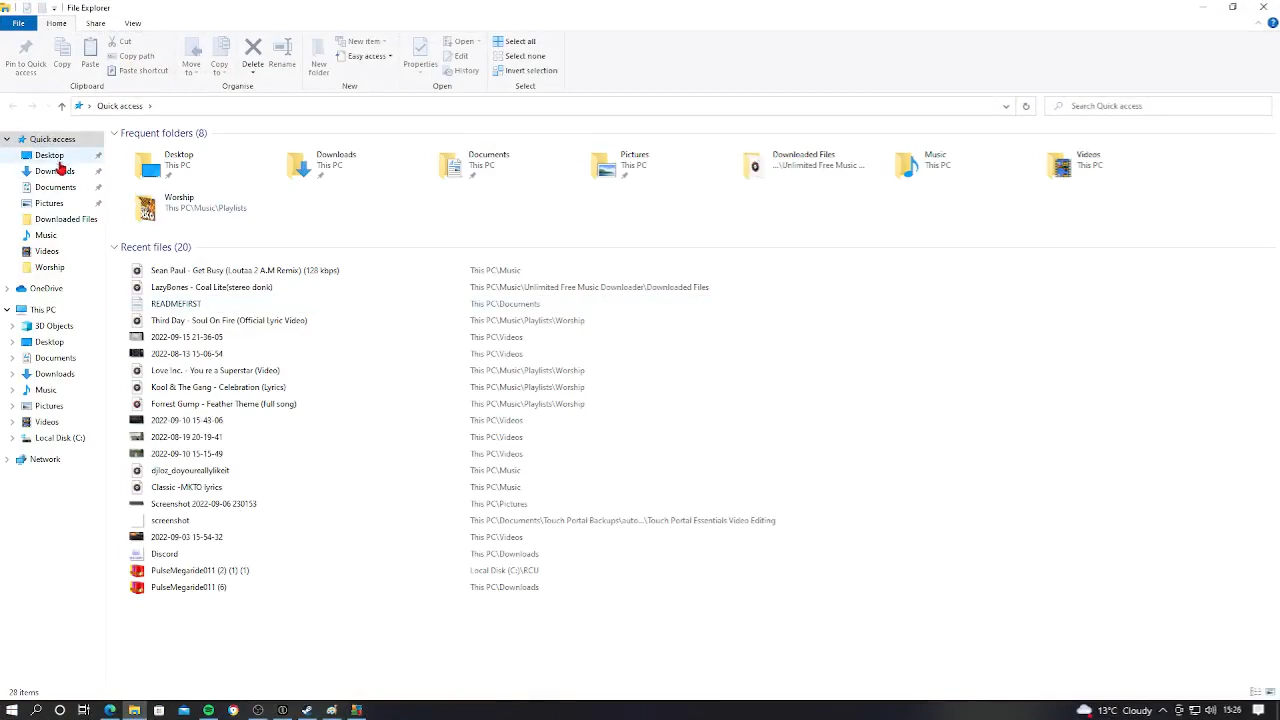 File Explorer
File Home Share View
Pin to Quick access
Copy
Paste
Cut
Copy path
Paste shortcut
Clipboard
Move to
Copy to
Delete
Rename
Organise
New folder
New item
Easy access
New
Properties
Open
Edit
History
Open
Select all
Select none
Invert selection
Select
Quick access
Search Quick access
Quick access
Desktop
Downloads
Documents
Pictures
Downloaded Files
Music
Videos
Worship
OneDrive
This PC
3D Objects
Desktop
Documents
Downloads
Music
Pictures
Videos
Local Disk (C:)
Network
Frequent folders (8)
Desktop
This PC
Downloads
This PC
Documents
This PC
Pictures
This PC
Downloaded Files
...\Unlimited Free Music ...
Music
This PC
Videos
This PC
Worship
This PC\Music\Playlists
Recent files (20)
Sean Paul - Get Busy (Loutaa 2 A.M Remix) (128 kbps) This PC\Music
LazyBones - Coal Lite(stereo donk) This PC\Music\Unlimited Free Music Downloader\Downloaded Files
READMEFIRST This PC\Documents
Third Day - Soul On Fire (Official Lyric Video) This PC\Music\Playlists\Worship
2022-09-15 21-36-05 This PC\Videos
2022-08-13 15-06-54 This PC\Videos
Love Inc. - You re a Superstar (Video) This PC\Music\Playlists\Worship
Kool & The Gang - Celebration (Lyrics) This PC\Music\Playlists\Worship
Forrest Gump - Feather Theme (full song) This PC\Music\Playlists\Worship
2022-09-10 15-43-06 This PC\Videos
2022-08-19 20-19-41 This PC\Videos
2022-09-10 15-15-49 This PC\Videos
djloz_doyoureallylikeit This PC\Music
Classic -MKTO lyrics This PC\Music
Screenshot 2022-09-06 230153 This PC\Pictures
screenshot This PC\Documents\Touch Portal Backups\auto...\Touch Portal Essentials Video Editing
2022-09-03 15-54-32 This PC\Videos
Discord This PC\Downloads
PulseMegaride011 (2) (1) (1) Local Disk (C:)\RCU
PulseMegaride011 (6) This PC\Downloads
28 items
13°C Cloudy 15:26